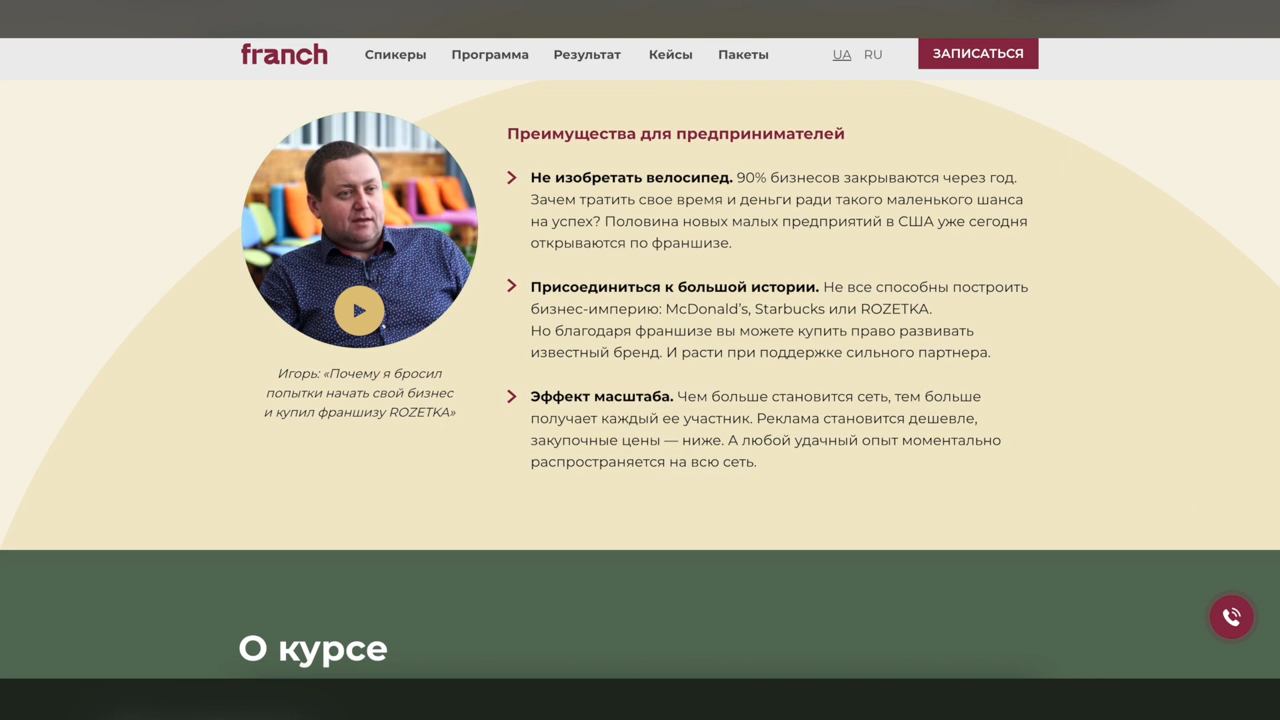 franch
Спикеры
Программа
Результат
Кейсы
Пакеты
UA
RU
ЗАПИСАТЬСЯ
Игорь: «Почему я бросил
попытки начать свой бизнес
и купил франшизу ROZETKA»
Преимущества для предпринимателей
Не изобретать велосипед. 90% бизнесов закрываются через год.
Зачем тратить свое время и деньги ради такого маленького шанса
на успех? Половина новых малых предприятий в США уже сегодня
открываются по франшизе.
Присоединиться к большой истории. Не все способны построить
бизнес-империю: McDonald’s, Starbucks или ROZETKA.
Но благодаря франшизе вы можете купить право развивать
известный бренд. И расти при поддержке сильного партнера.
Эффект масштаба. Чем больше становится сеть, тем больше
получает каждый ее участник. Реклама становится дешевле,
закупочные цены — ниже. А любой удачный опыт моментально
распространяется на всю сеть.
О курсе